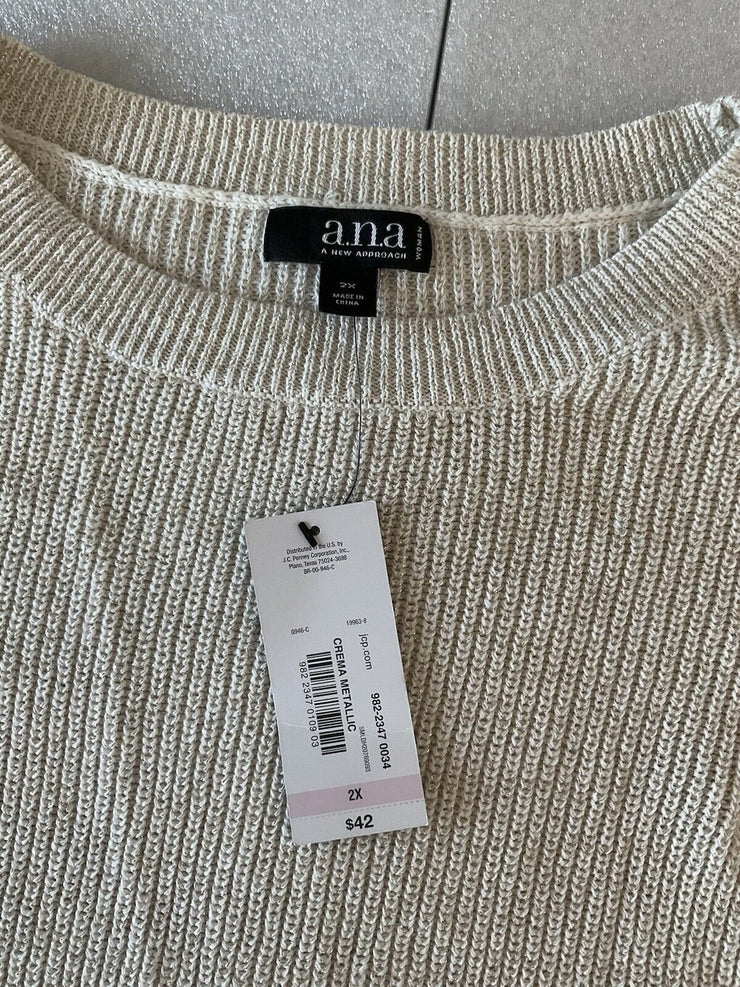 a.n.a
WOMAN
A NEW APPROACH
2X
MADE IN
CHINA
Distributed in the U.S. by
J.C. Penney Corporation, Inc.,
Plano, Texas 75024-3698
BR-00-946-C
0946-C
19963-8
jcp.com
982-2347 0034
CREMA METALLIC
982 2347 0109 03
2X
$42